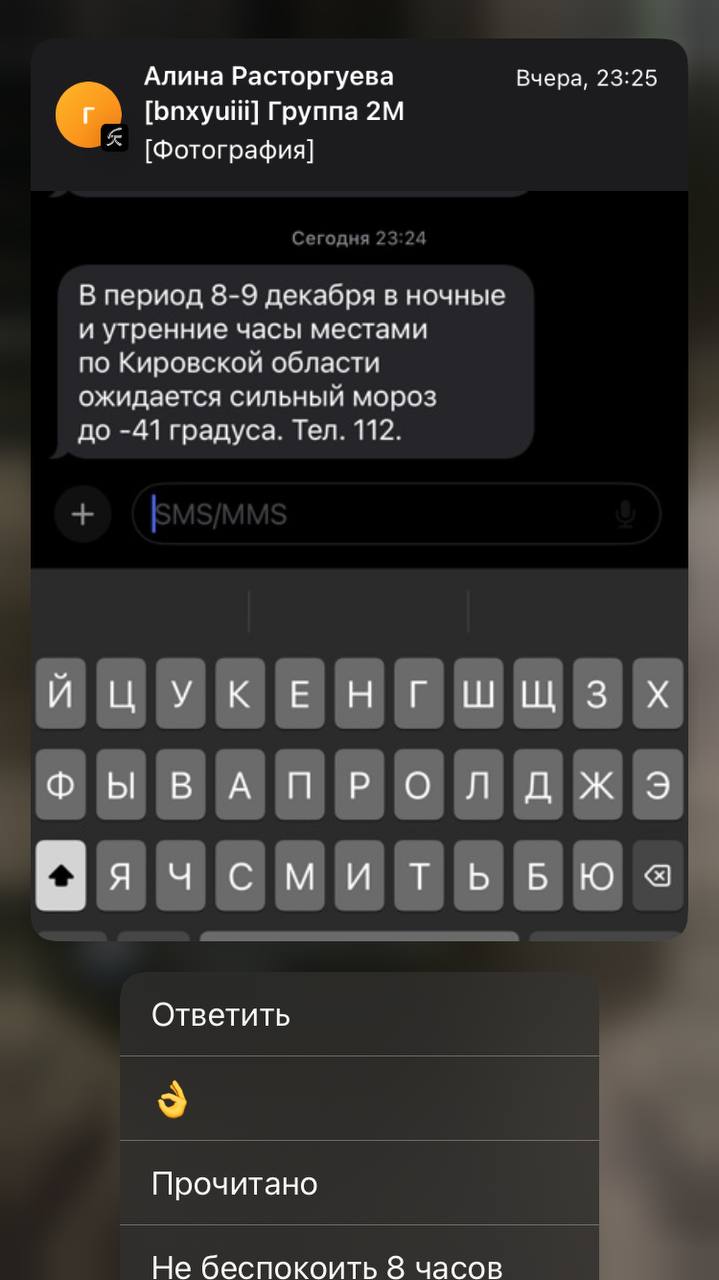 Алина Расторгуева
Вчера, 23:25
[bnxyuiii] Группа 2М
[Фотография]
Г
Сегодня 23:24
В период 8-9 декабря в ночные
и утренние часы местами
по Кировской области
ожидается сильный мороз
до -41 градуса. Тел. 112.
SMS/MMS
Й Ц У К Е Н Г Ш Щ З Х
Ф Ы В А П Р О Л Д Ж Э
Я Ч С М И Т Ь Б Ю
Ответить
👌
Прочитано
Не беспокоить 8 часов